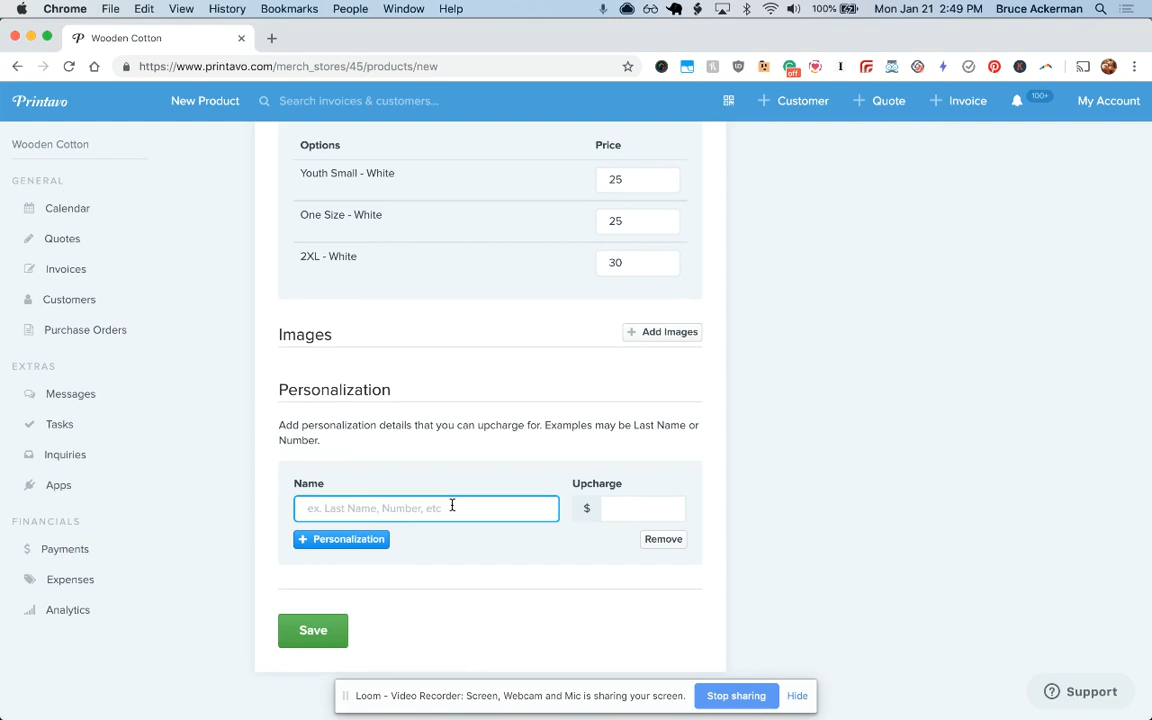 Chrome File Edit View History Bookmarks People Window Help 100% Mon Jan 21 2:49 PM Bruce Ackerman
Wooden Cotton
https://www.printavo.com/merch_stores/45/products/new
off
Printavo New Product Search invoices & customers... Customer Quote Invoice 100+ My Account
Wooden Cotton
GENERAL
Calendar
Quotes
Invoices
Customers
Purchase Orders
EXTRAS
Messages
Tasks
Inquiries
Apps
FINANCIALS
Payments
Expenses
Analytics
Options Price
Youth Small - White 25
One Size - White 25
2XL - White 30
Images + Add Images
Personalization
Add personalization details that you can upcharge for. Examples may be Last Name or
Number.
Name Upcharge
ex. Last Name, Number, etc $
+ Personalization Remove
Save
Loom - Video Recorder: Screen, Webcam and Mic is sharing your screen. Stop sharing Hide
Support